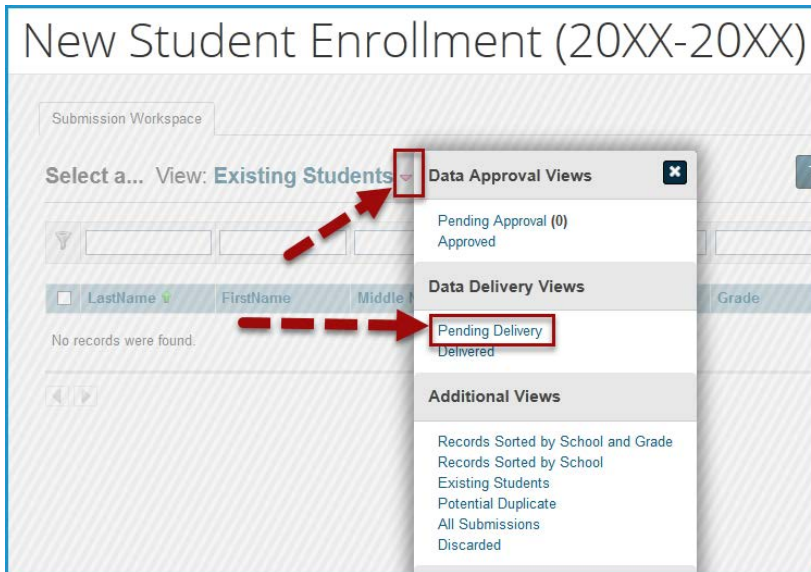 New Student Enrollment (20XX-20XX)
Submission Workspace
Select a... View: Existing Students
Data Approval Views
Pending Approval (0)
Approved
Data Delivery Views
LastName FirstName Middle Grade
No records were found.
Pending Delivery
Delivered
Additional Views
Records Sorted by School and Grade
Records Sorted by School
Existing Students
Potential Duplicate
All Submissions
Discarded